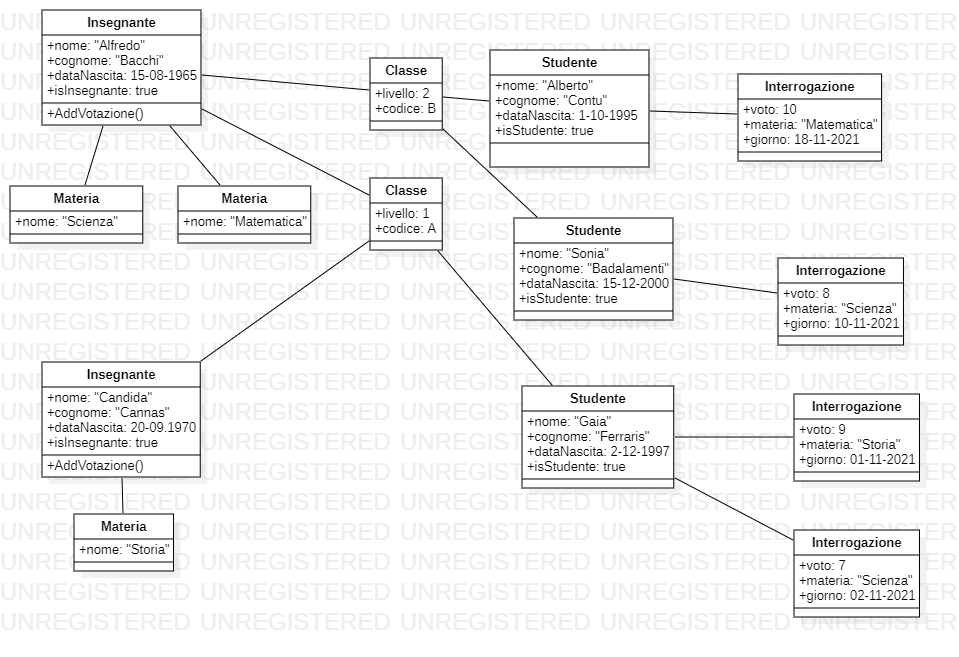 Insegnante
+nome: "Alfredo"
+cognome: "Bacchi"
+dataNascita: 15-08-1965
+isInsegnante: true
+AddVotazione()
Classe
+livello: 2
+codice: B
Studente
+nome: "Alberto"
+cognome: "Contu"
+dataNascita: 1-10-1995
+isStudente: true
Interrogazione
+voto: 10
+materia: "Matematica"
+giorno: 18-11-2021
Materia
+nome: "Scienza"
Materia
+nome: "Matematica"
Classe
+livello: 1
+codice: A
Studente
+nome: "Sonia"
+cognome: "Badalamenti"
+dataNascita: 15-12-2000
+isStudente: true
Interrogazione
+voto: 8
+materia: "Scienza"
+giorno: 10-11-2021
Insegnante
+nome: "Candida"
+cognome: "Cannas"
+dataNascita: 20-09.1970
+isInsegnante: true
+AddVotazione()
Studente
+nome: "Gaia"
+cognome: "Ferraris"
+dataNascita: 2-12-1997
+isStudente: true
Interrogazione
+voto: 9
+materia: "Storia"
+giorno: 01-11-2021
Materia
+nome: "Storia"
Interrogazione
+voto: 7
+materia: "Scienza"
+giorno: 02-11-2021
UNREGISTERED